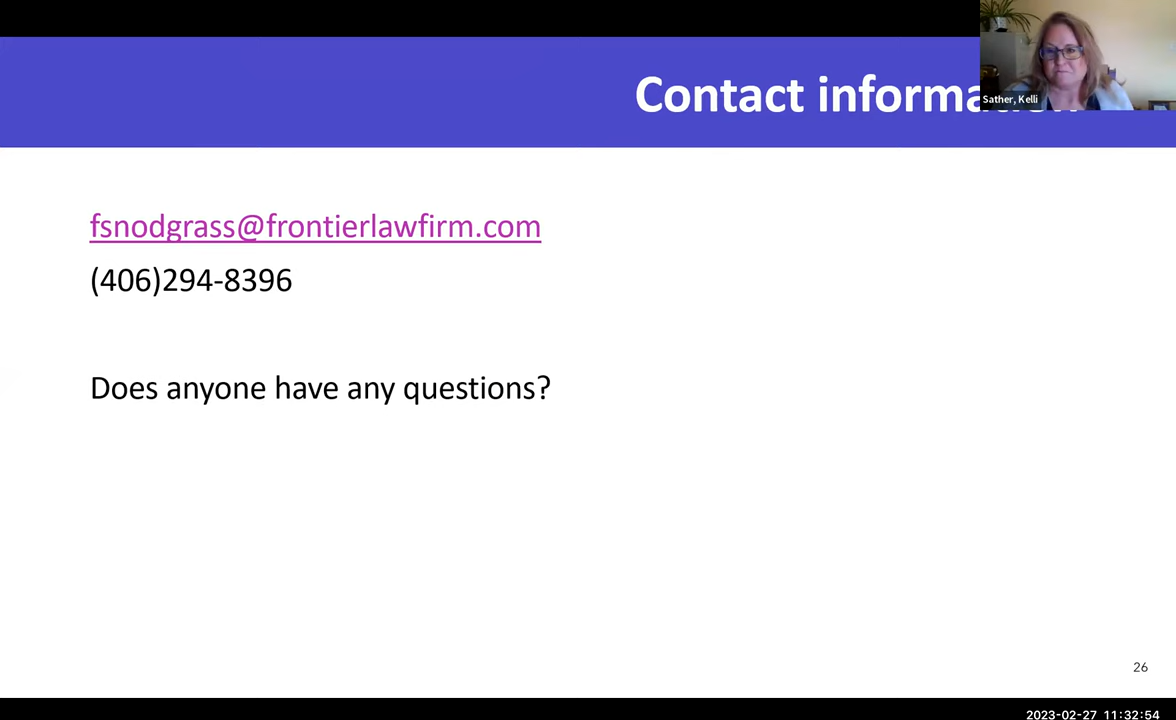 Contact informa
Sather, Kelli
fsnodgrass@frontierlawfirm.com
(406)294-8396
Does anyone have any questions?
26
2023-02-27 11:32:54